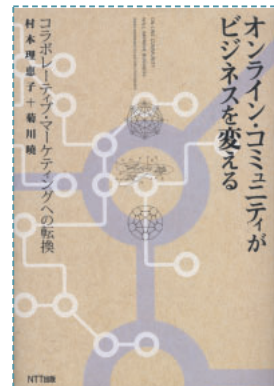 オンライン・コミュニティが
ビジネスを変える
コラボレーティブ・マーケティングへの転換
村本理恵子+菊川曉
NTT出版